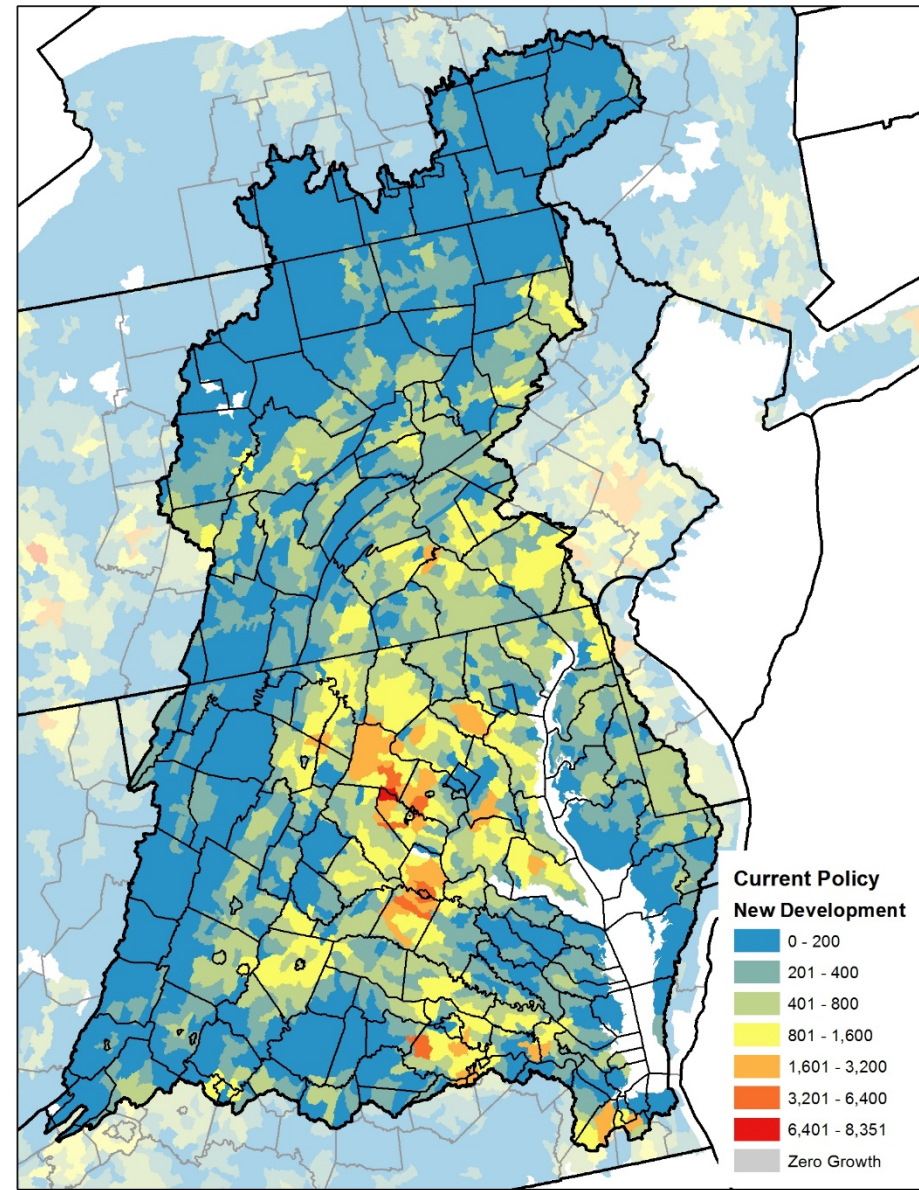 Current Policy
New Development
0 - 200
201 - 400
401 - 800
801 - 1,600
1,601 - 3,200
3,201 - 6,400
6,401 - 8,351
Zero Growth